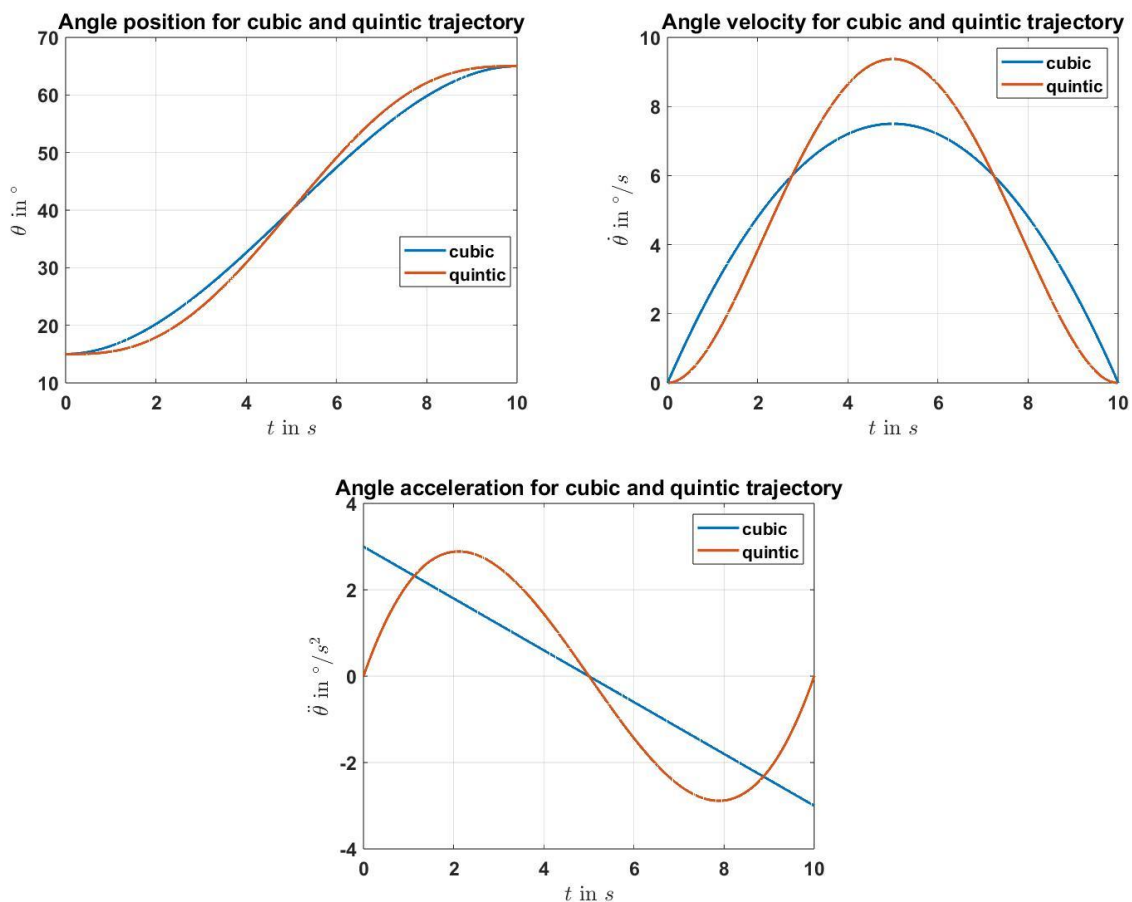 Angle position for cubic and quintic trajectory
70
60
50
40
30
20
10
θ in °
cubic
quintic
0 2 4 6 8 10
t in s
Angle velocity for cubic and quintic trajectory
10
8
6
4
2
0
θ̇ in °/s
cubic
quintic
0 2 4 6 8 10
t in s
Angle acceleration for cubic and quintic trajectory
4
2
0
-2
-4
θ̈ in °/s²
cubic
quintic
0 2 4 6 8 10
t in s